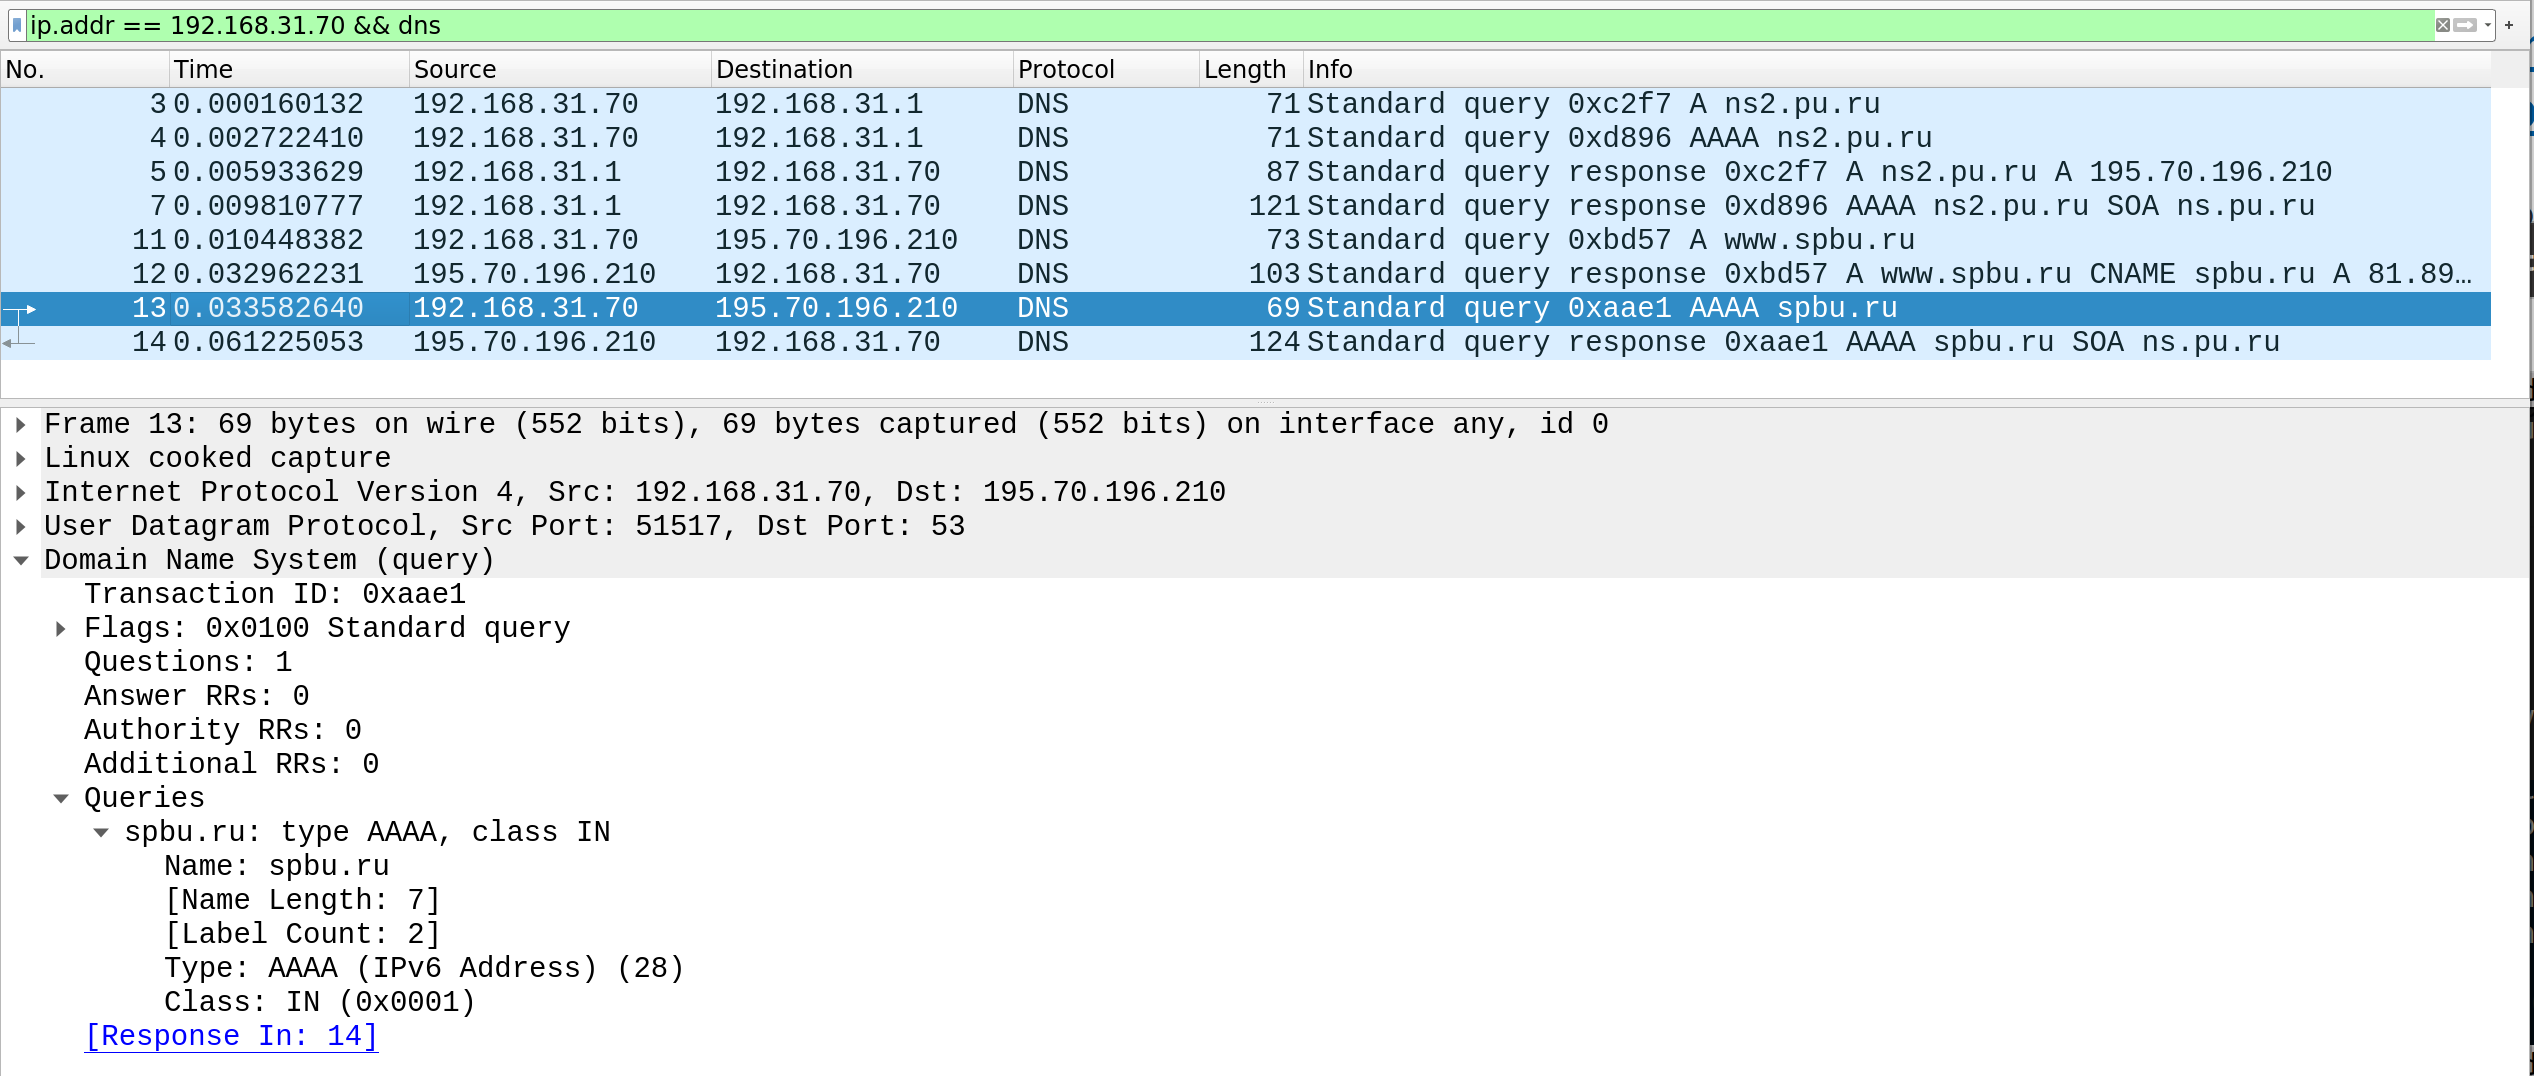 ip.addr == 192.168.31.70 && dns
No. Time Source Destination Protocol Length Info
3 0.000160132 192.168.31.70 192.168.31.1 DNS 71 Standard query 0xc2f7 A ns2.pu.ru
4 0.002722410 192.168.31.70 192.168.31.1 DNS 71 Standard query 0xd896 AAAA ns2.pu.ru
5 0.005933629 192.168.31.1 192.168.31.70 DNS 87 Standard query response 0xc2f7 A ns2.pu.ru A 195.70.196.210
7 0.009810777 192.168.31.1 192.168.31.70 DNS 121 Standard query response 0xd896 AAAA ns2.pu.ru SOA ns.pu.ru
11 0.010448382 192.168.31.70 195.70.196.210 DNS 73 Standard query 0xbd57 A www.spbu.ru
12 0.032962231 195.70.196.210 192.168.31.70 DNS 103 Standard query response 0xbd57 A www.spbu.ru CNAME spbu.ru A 81.89…
13 0.033582640 192.168.31.70 195.70.196.210 DNS 69 Standard query 0xaae1 AAAA spbu.ru
14 0.061225053 195.70.196.210 192.168.31.70 DNS 124 Standard query response 0xaae1 AAAA spbu.ru SOA ns.pu.ru
Frame 13: 69 bytes on wire (552 bits), 69 bytes captured (552 bits) on interface any, id 0
Linux cooked capture
Internet Protocol Version 4, Src: 192.168.31.70, Dst: 195.70.196.210
User Datagram Protocol, Src Port: 51517, Dst Port: 53
Domain Name System (query)
Transaction ID: 0xaae1
Flags: 0x0100 Standard query
Questions: 1
Answer RRs: 0
Authority RRs: 0
Additional RRs: 0
Queries
spbu.ru: type AAAA, class IN
Name: spbu.ru
[Name Length: 7]
[Label Count: 2]
Type: AAAA (IPv6 Address) (28)
Class: IN (0x0001)
[Response In: 14]